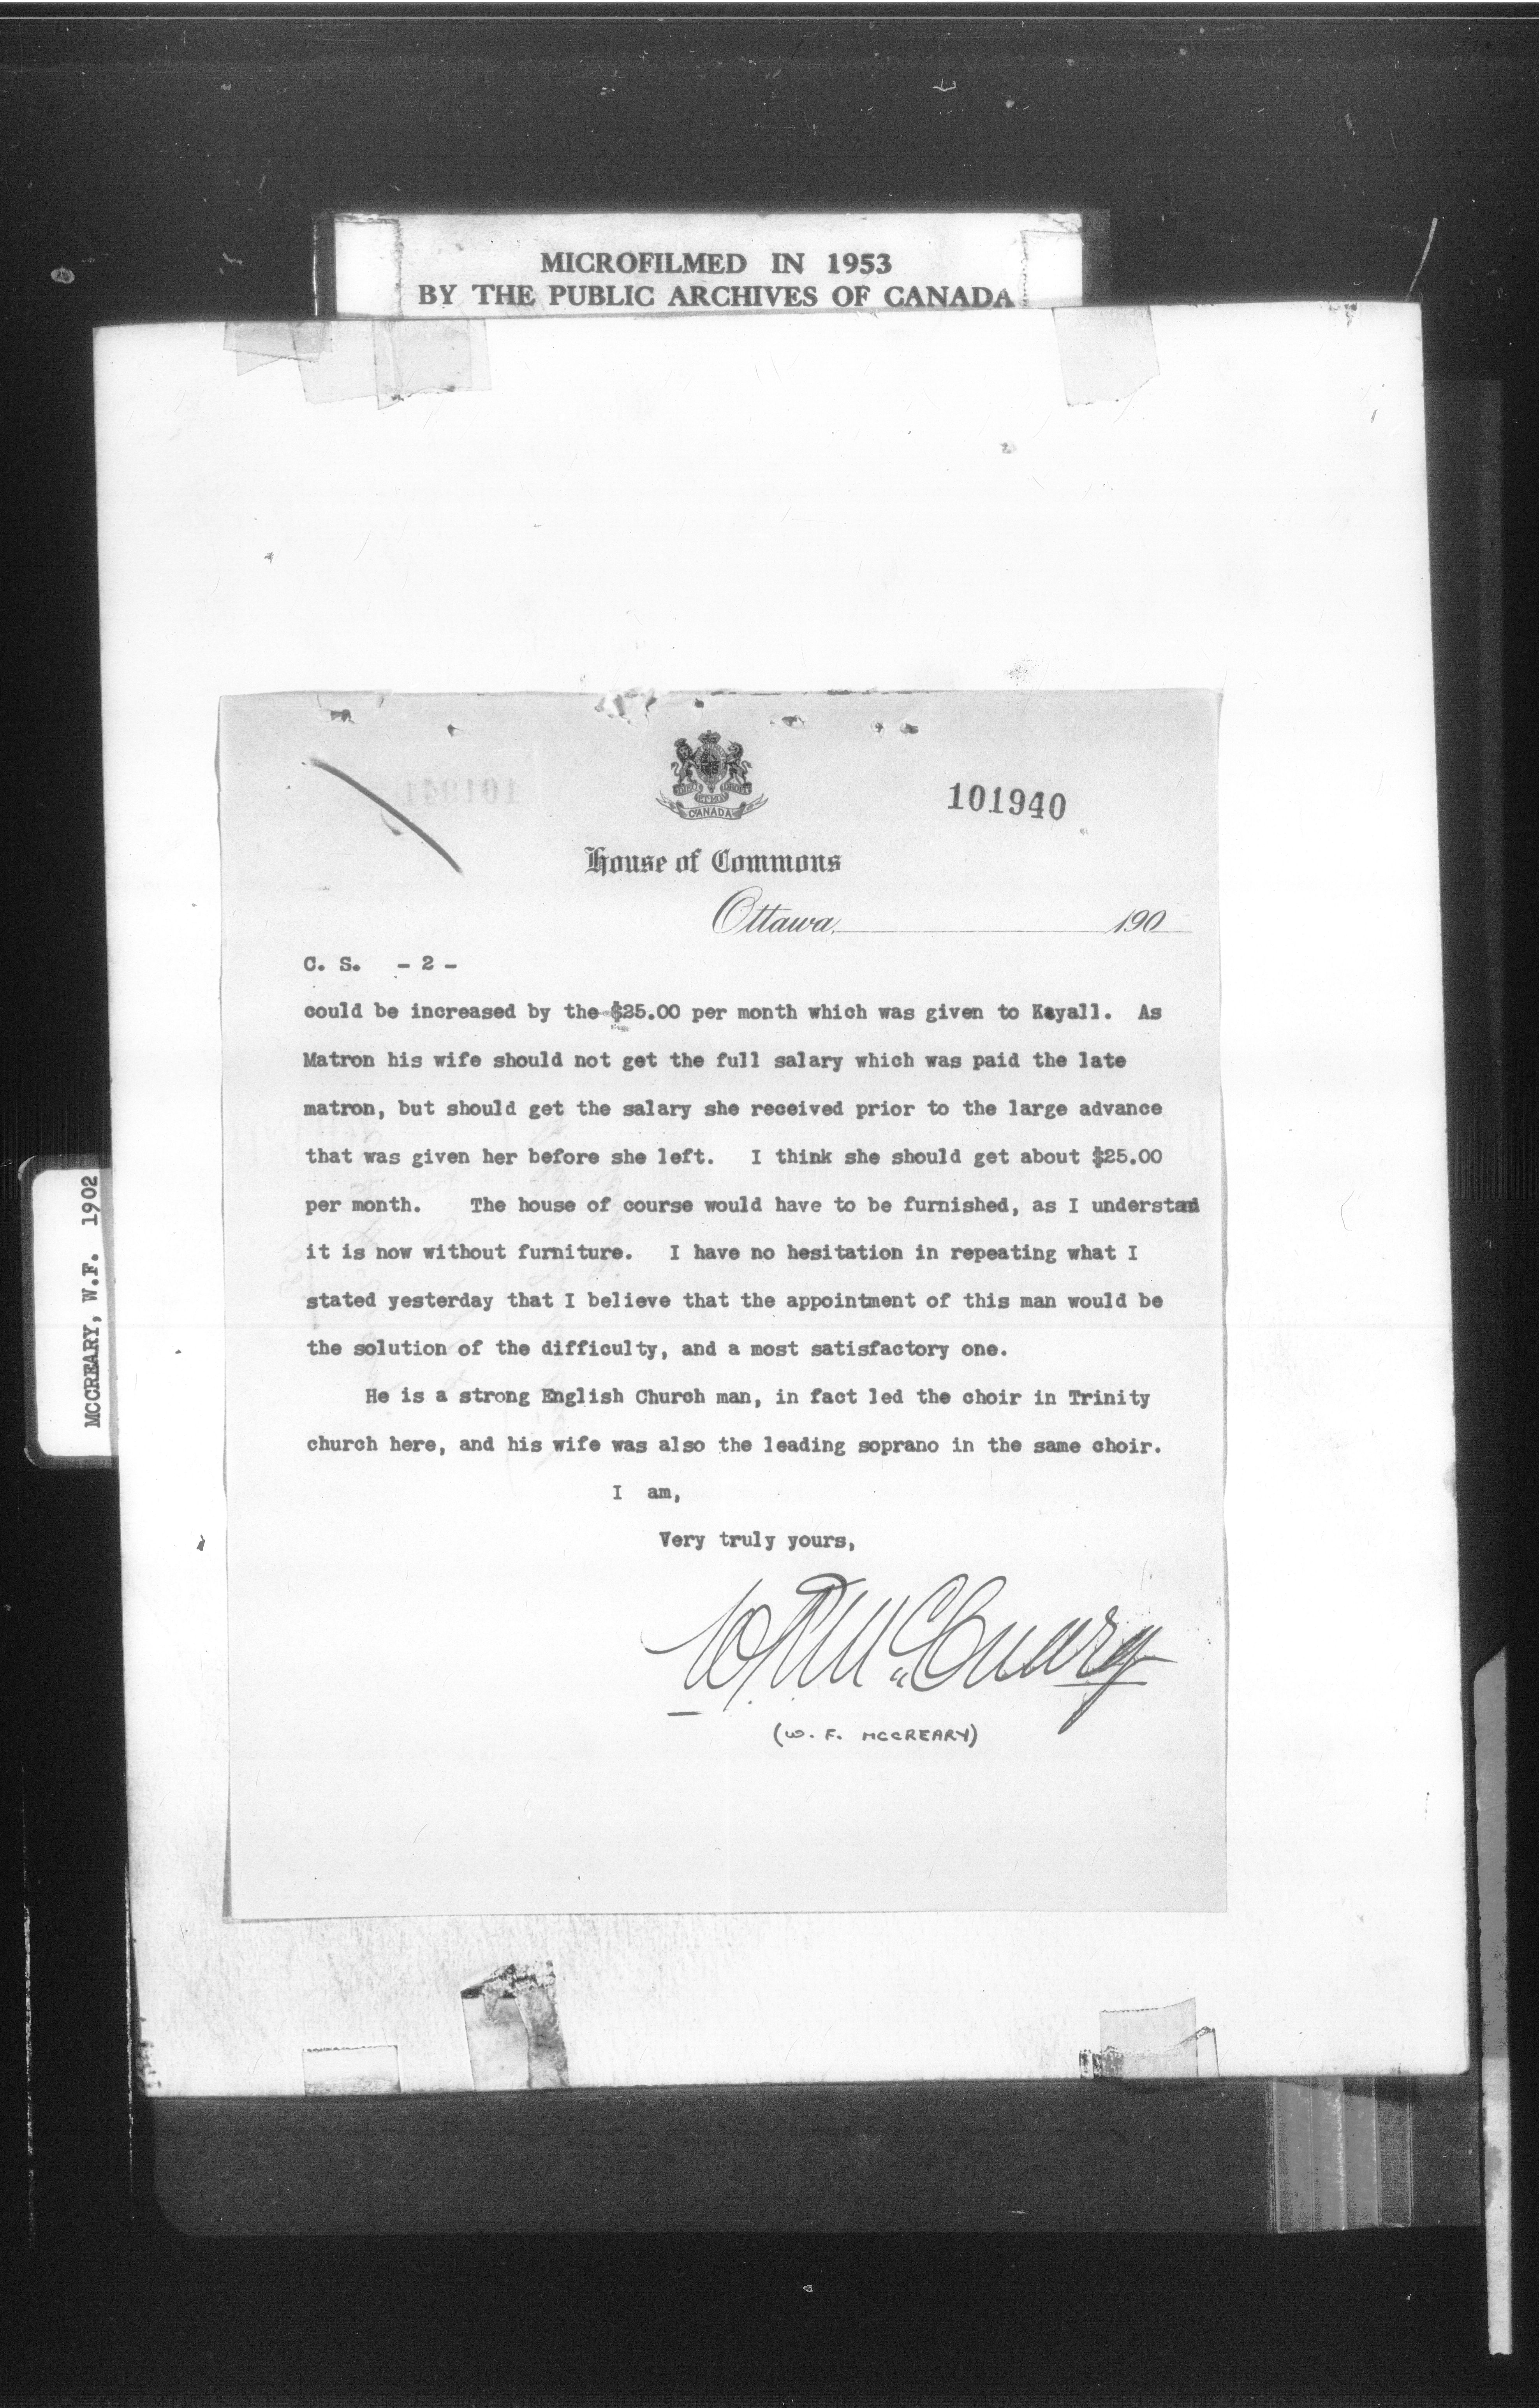 MICROFILMED IN 1953
BY THE PUBLIC ARCHIVES OF CANADA
MCCREARY, W.F. 1902
CANADA
101941
101940
House of Commons
Ottawa, 190
C. S. - 2 -
could be increased by the $25.00 per month which was given to Kayall. As
Matron his wife should not get the full salary which was paid the late
matron, but should get the salary she received prior to the large advance
that was given her before she left. I think she should get about $25.00
per month. The house of course would have to be furnished, as I understand
it is now without furniture. I have no hesitation in repeating what I
stated yesterday that I believe that the appointment of this man would be
the solution of the difficulty, and a most satisfactory one.
He is a strong English Church man, in fact led the choir in Trinity
church here, and his wife was also the leading soprano in the same choir.
I am,
Very truly yours,
W F McCreary
(W. F. MCCREARY)